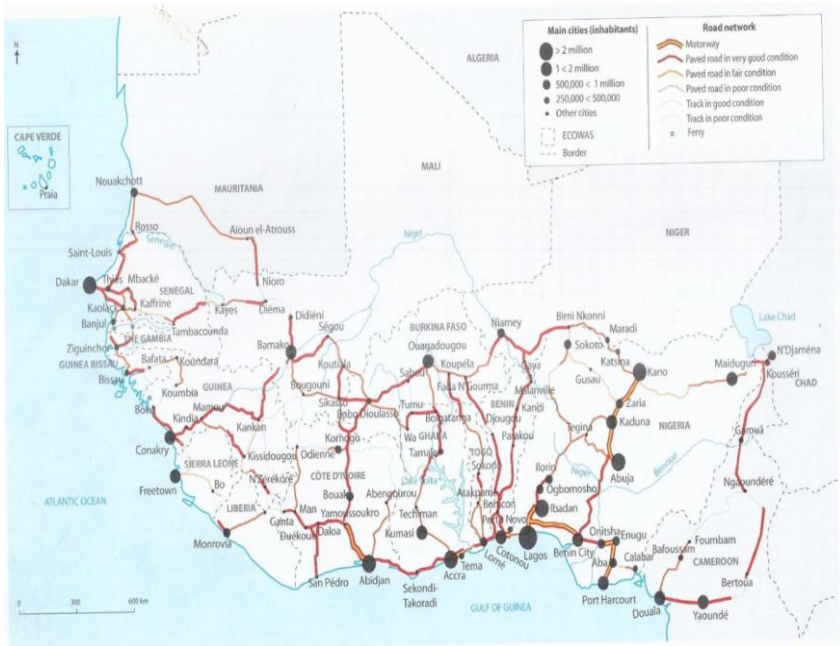 Main cities (inhabitants)
> 2 million
1 < 2 million
500,000 < 1 million
250,000 < 500,000
Other cities
ECOWAS
Border
Road network
Motorway
Paved road in very good condition
Paved road in fair condition
Paved road in poor condition
Track in good condition
Track in poor condition
Ferry
N
ALGERIA
CAPE VERDE
Praia
MALI
Nouakchott
MAURITANIA
Rosso
Aïoun el-Atrouss
Senegal
Niger
NIGER
Saint-Louis
Dakar
Thiès
Mbacké
SENEGAL
Nioro
Kaolack
Kaffrine
Kayes
Diéma
Didiéni
Banjul
THE GAMBIA
Tambacounda
Ségou
BURKINA FASO
Niamey
Birni Nkonni
Maradi
Lake Chad
Ziguinchor
Bamako
Ouagadougou
Sokoto
Katsina
N'Djaména
Bafata
Koundara
Koutiala
Koupéla
Gaya
Kano
Maiduguri
Kousséri
GUINEA BISSAU
Bissau
GUINEA
Fada N'Gourma
Gusau
CHAD
Koumbia
Bougouni
Sikasso
Malanville
Boké
Mamou
Bobo Dioulasso
Tumu
Bolgatanga
BENIN
Kandi
Zaria
Kindia
Kankan
Djougou
Kaduna
NIGERIA
Conakry
Korhogo
Wa
GHANA
Parakou
Tegina
Garoua
Kissidougou
Odienné
Tamale
TOGO
Sokodé
Niger
Benoue
SIERRA LEONE
Ilorin
Abuja
Freetown
Bo
N'Zérékoré
CÔTE D'IVOIRE
Lake Volta
Ogbomosho
Ngaoundéré
ATLANTIC OCEAN
LIBERIA
Bouaké
Abengourou
Atakpamé
Ibadan
Ganta
Man
Yamoussoukro
Techiman
Bohicon
Duékoué
Daloa
Kumasi
Porto Novo
Onitsha
Enugu
Foumbam
Monrovia
Cotonou
Lagos
Benin City
Bafoussam
Tema
Lomé
Aba
Calabar
CAMEROON
San Pédro
Abidjan
Accra
Sekondi-
Takoradi
Port Harcourt
Bertoua
GULF OF GUINEA
Douala
Yaoundé